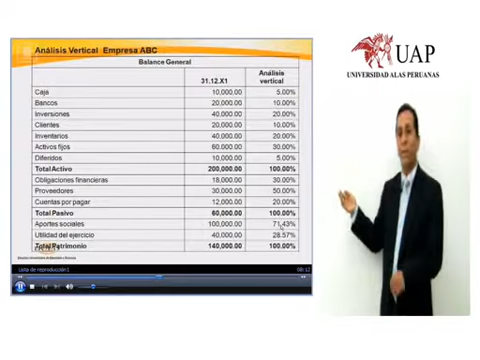 Análisis Vertical Empresa ABC
Balance General
31.12.X1 Análisis vertical
Caja 10,000.00 5.00%
Bancos 20,000.00 10.00%
Inversiones 40,000.00 20.00%
Clientes 20,000.00 10.00%
Inventarios 40,000.00 20.00%
Activos fijos 60,000.00 30.00%
Diferidos 10,000.00 5.00%
Total Activo 200,000.00 100.00%
Obligaciones financieras 18,000.00 30.00%
Proveedores 30,000.00 50.00%
Cuentas por pagar 12,000.00 20.00%
Total Pasivo 60,000.00 100.00%
Aportes sociales 100,000.00 71.43%
Utilidad del ejercicio 40,000.00 28.57%
Total Patrimonio 140,000.00 100.00%
Lista de reproducción1 08:12
UAP
UNIVERSIDAD ALAS PERUANAS